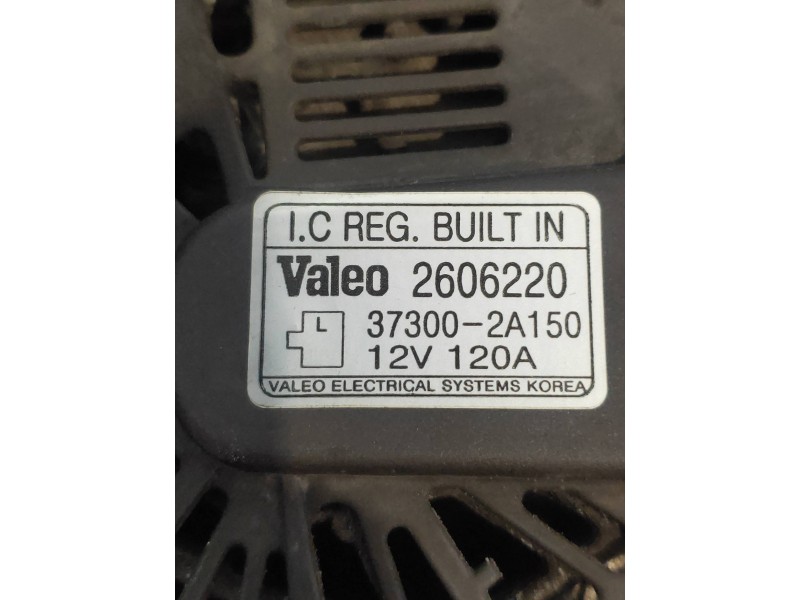 I.C REG. BUILT IN
Valeo 2606220
L 37300-2A150
12V 120A
VALEO ELECTRICAL SYSTEMS KOREA